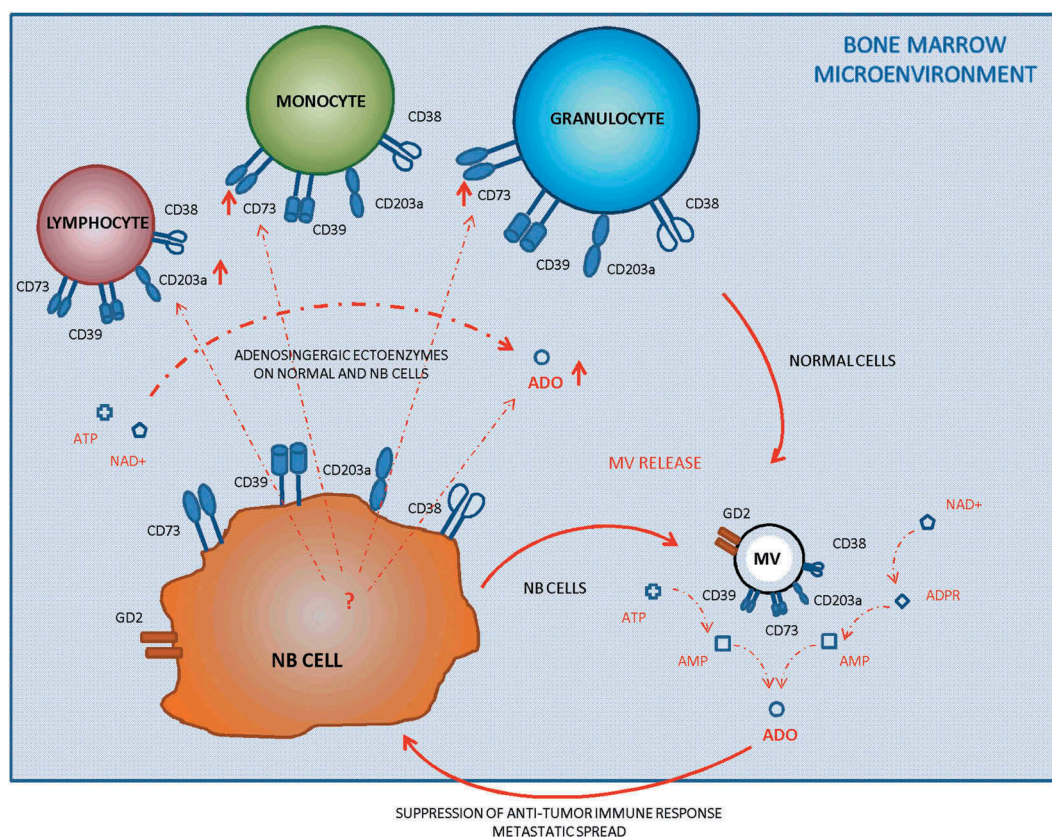 BONE MARROW
MICROENVIRONMENT
MONOCYTE
CD38
CD73
CD39
CD203a
GRANULOCYTE
CD73
CD38
CD39
CD203a
LYMPHOCYTE
CD38
CD203a
CD73
CD39
ADENOSINGERGIC ECTOENZYMES
ON NORMAL AND NB CELLS
ADO
ATP
NAD+
NORMAL CELLS
MV RELEASE
CD39
CD203a
CD38
CD73
GD2
?
NB CELL
NB CELLS
GD2
MV
CD38
CD39
CD203a
CD73
NAD+
ADPR
ATP
AMP
AMP
ADO
SUPPRESSION OF ANTI-TUMOR IMMUNE RESPONSE
METASTATIC SPREAD